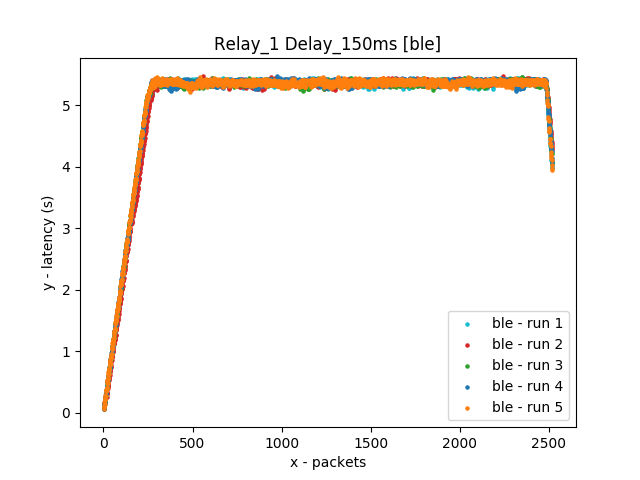 Relay_1 Delay_150ms [ble]
y - latency (s)
5
4
3
2
1
0
0 500 1000 1500 2000 2500
x - packets
ble - run 1
ble - run 2
ble - run 3
ble - run 4
ble - run 5